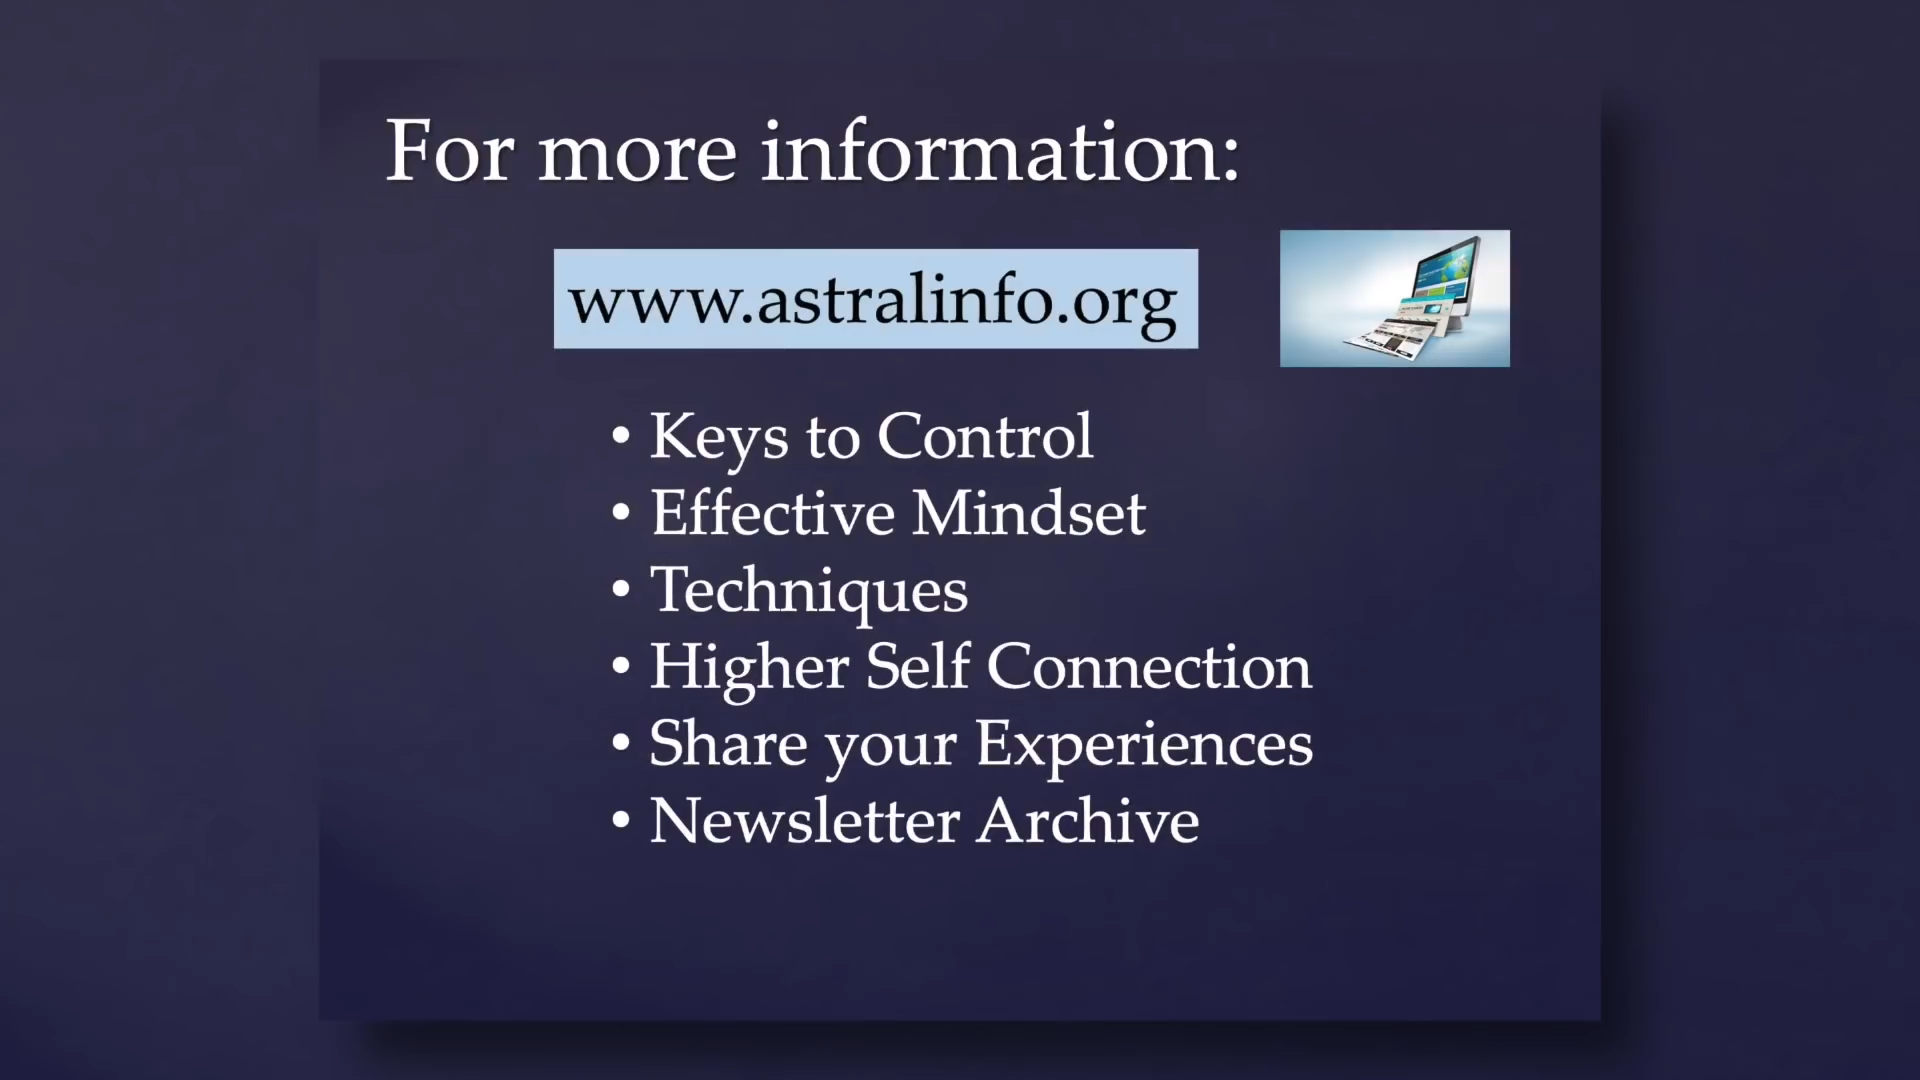 For more information:
www.astralinfo.org
• Keys to Control
• Effective Mindset
• Techniques
• Higher Self Connection
• Share your Experiences
• Newsletter Archive